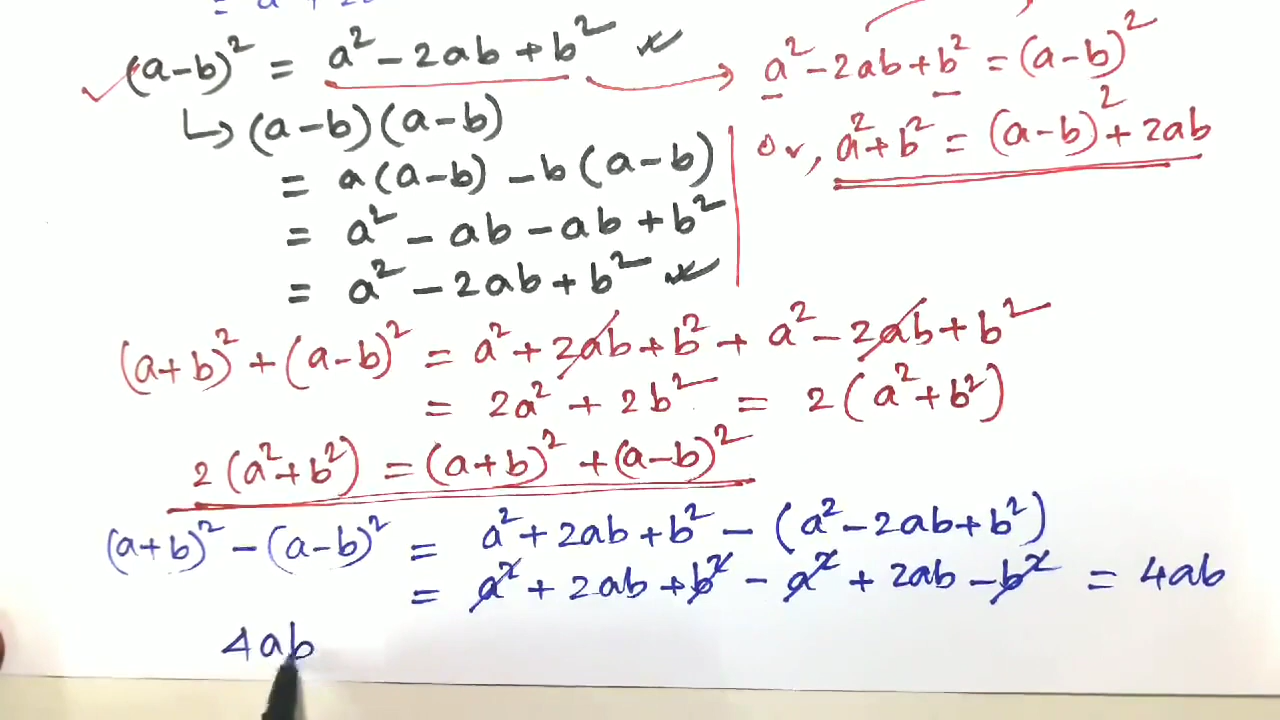 (a-b)² = a² - 2ab + b²
a² - 2ab + b² = (a-b)²
↳ (a-b)(a-b)
Or, a² + b² = (a-b)² + 2ab
= a(a-b) - b(a-b)
= a² - ab - ab + b²
= a² - 2ab + b²
(a+b)² + (a-b)² = a² + 2ab + b² + a² - 2ab + b²
= 2a² + 2b² = 2(a² + b²)
2(a² + b²) = (a+b)² + (a-b)²
(a+b)² - (a-b)² = a² + 2ab + b² - (a² - 2ab + b²)
= a² + 2ab + b² - a² + 2ab - b² = 4ab
4ab